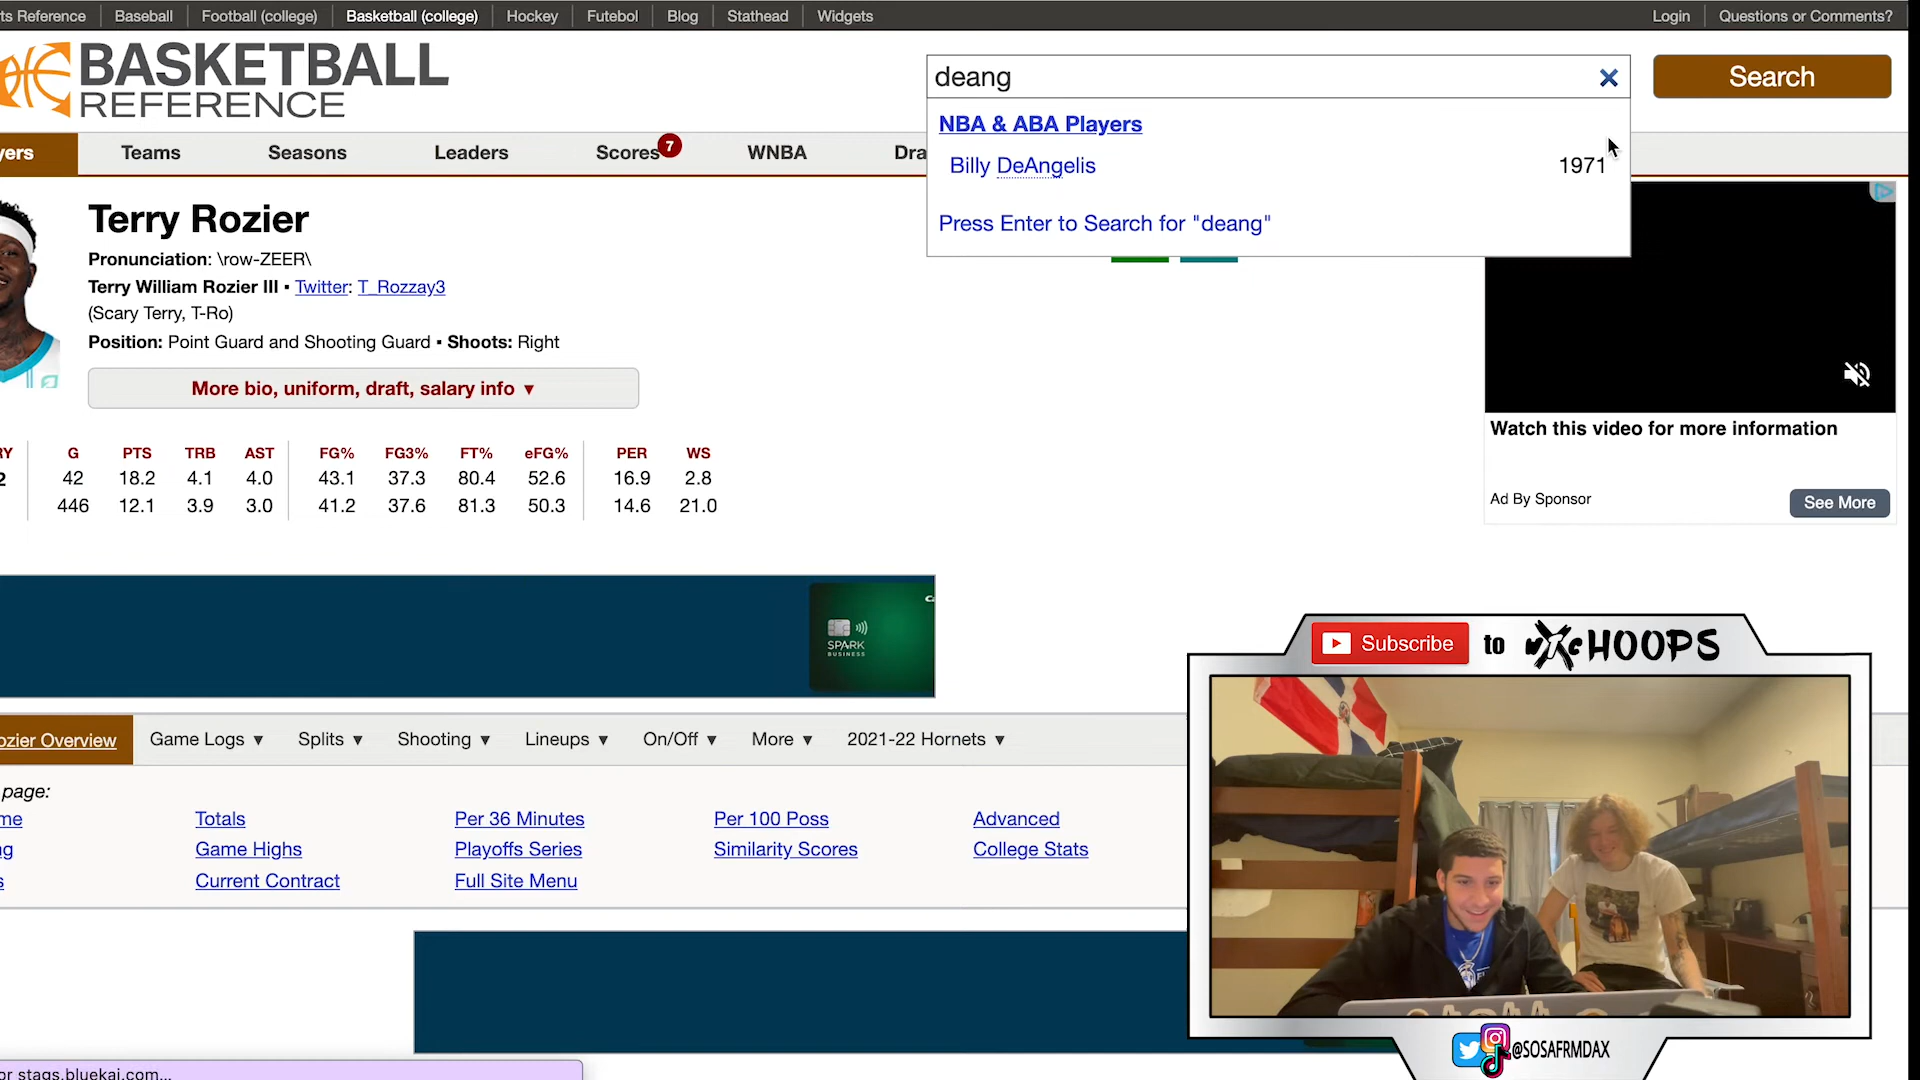 ts Reference Baseball Football (college) Basketball (college) Hockey Futebol Blog Stathead Widgets Login Questions or Comments?
BASKETBALL
REFERENCE
deang Search
NBA & ABA Players
Billy DeAngelis 1971
Press Enter to Search for "deang"
yers Teams Seasons Leaders Scores 7 WNBA Dra
Terry Rozier
Pronunciation: \row-ZEER\
Terry William Rozier III ▪ Twitter: T_Rozzay3
(Scary Terry, T-Ro)
Position: Point Guard and Shooting Guard ▪ Shoots: Right
More bio, uniform, draft, salary info ▼
RY G PTS TRB AST FG% FG3% FT% eFG% PER WS
2 42 18.2 4.1 4.0 43.1 37.3 80.4 52.6 16.9 2.8
446 12.1 3.9 3.0 41.2 37.6 81.3 50.3 14.6 21.0
Watch this video for more information
Ad By Sponsor See More
SPARK
BUSINESS
ozier Overview Game Logs ▼ Splits ▼ Shooting ▼ Lineups ▼ On/Off ▼ More ▼ 2021-22 Hornets ▼
page:
me Totals Per 36 Minutes Per 100 Poss Advanced
ng Game Highs Playoffs Series Similarity Scores College Stats
s Current Contract Full Site Menu
Subscribe to HOOPS
@SOSAFRMDAX
or stags.bluekai.com...